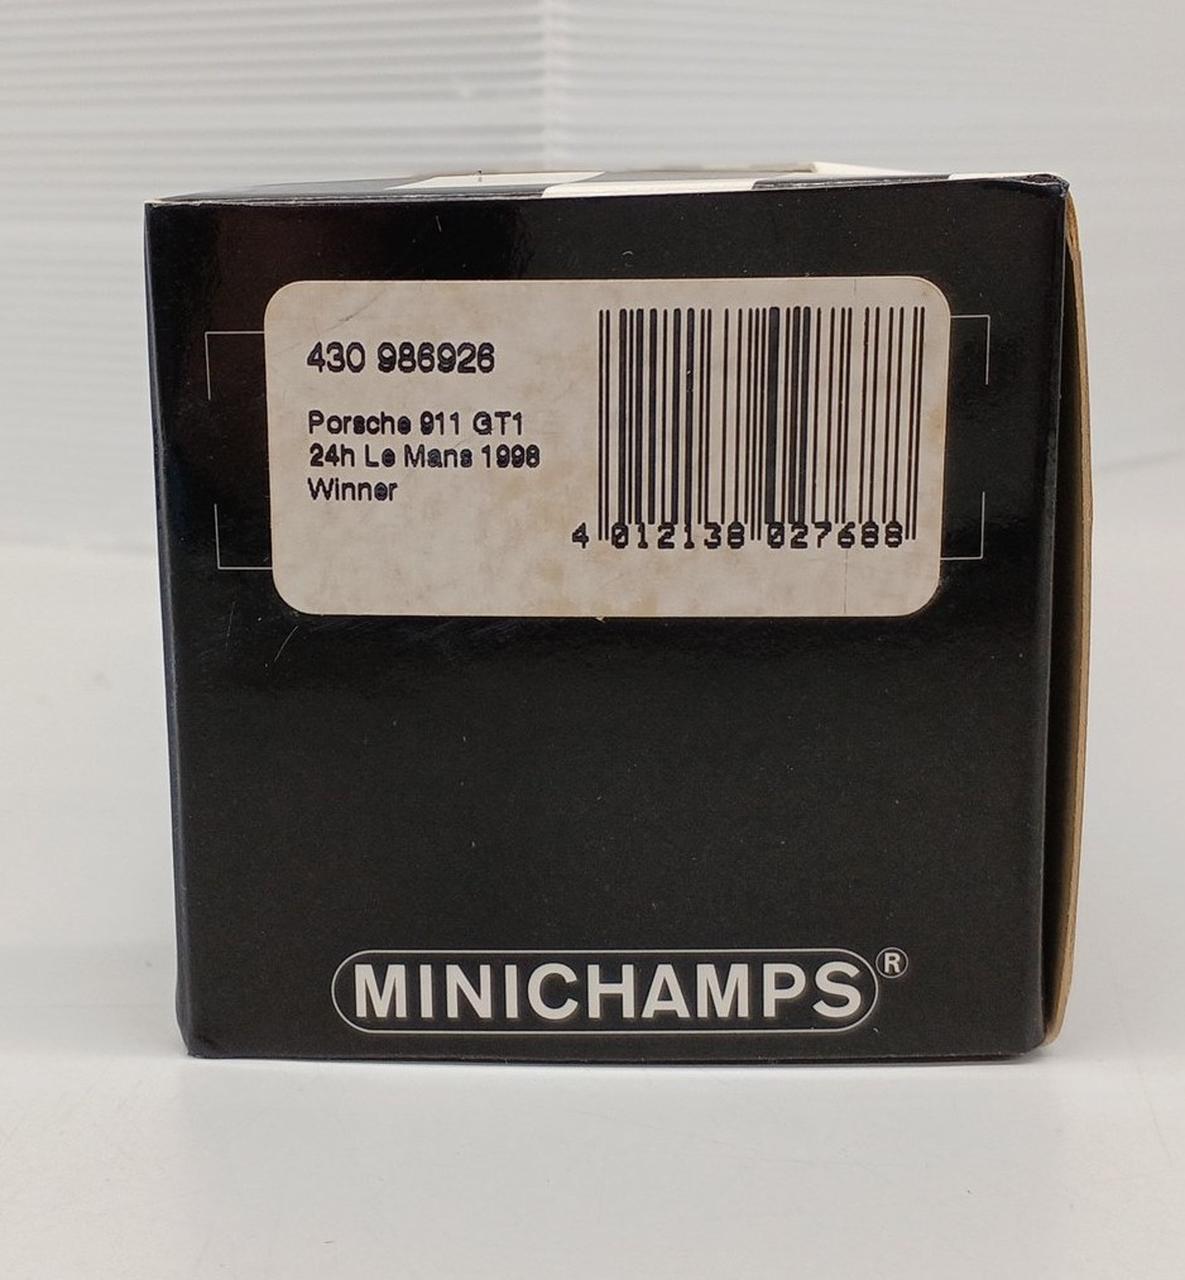 430 986926
Porsche 911 GT1
24h Le Mans 1998
Winner
4 012138 027688
MINICHAMPS®